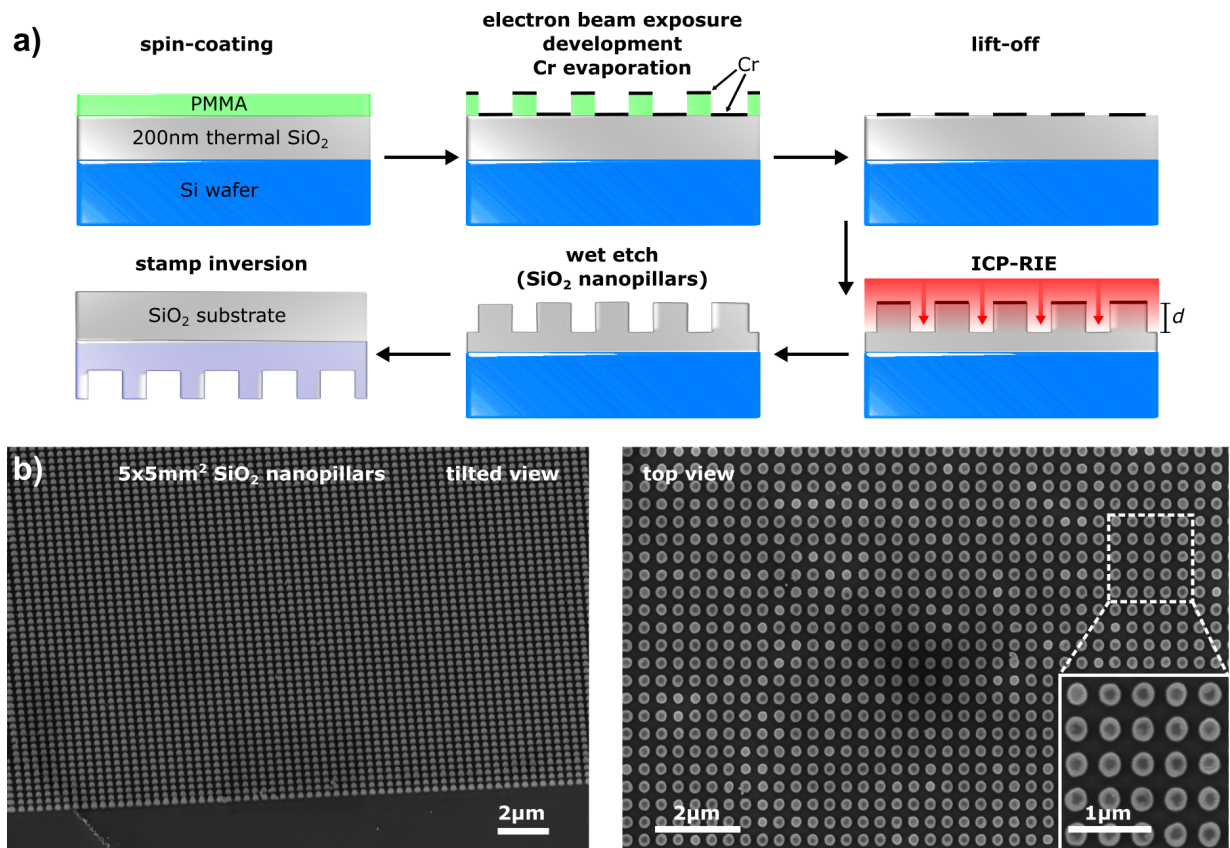 a)
spin-coating
PMMA
200nm thermal SiO₂
Si wafer
electron beam exposure
development
Cr evaporation
Cr
lift-off
stamp inversion
SiO₂ substrate
wet etch
(SiO₂ nanopillars)
ICP-RIE
d
b)
5x5mm² SiO₂ nanopillars
tilted view
2µm
top view
2µm
1µm